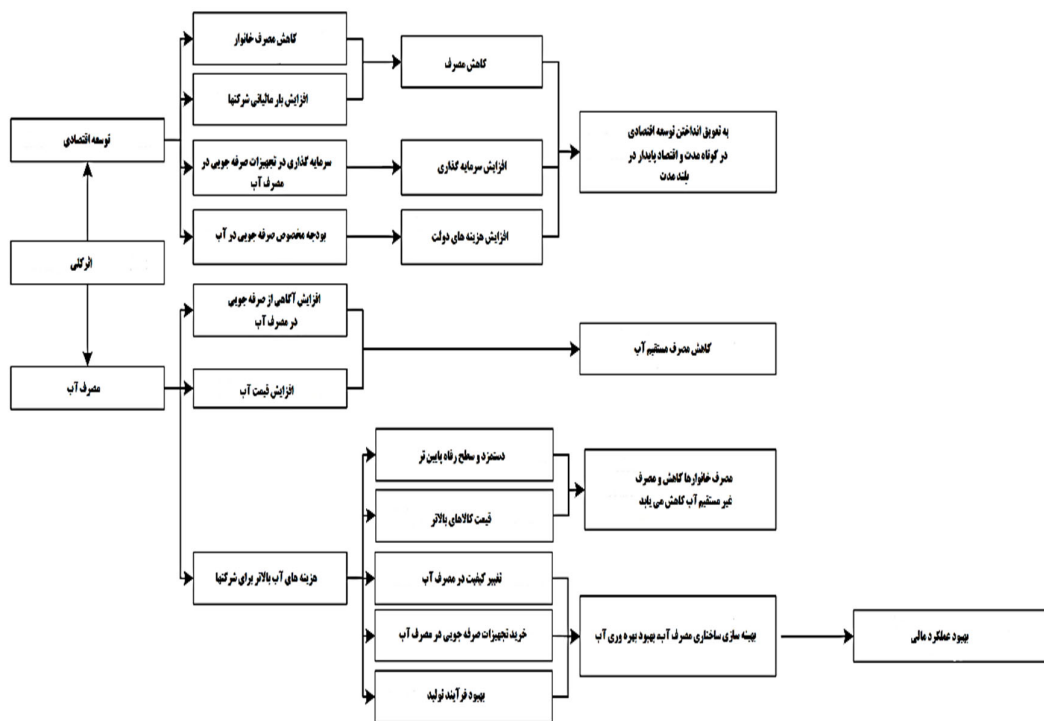 کاهش مصرف خانوار
کاهش مصرف
افزایش بار مالیاتی شرکتها
توسعه اقتصادی
به تعویق انداختن توسعه اقتصادی
در کوتاه مدت و اقتصاد پایدار در
بلند مدت
سرمایه گذاری در تجهیزات صرفه جویی در
مصرف آب
افزایش سرمایه گذاری
بودجه مخصوص صرفه جویی در آب
افزایش هزینه های دولت
اثرکلی
افزایش آگاهی از صرفه جویی
در مصرف آب
کاهش مصرف مستقیم آب
مصرف آب
افزایش قیمت آب
دستمزد و سطح رفاه پایین تر
مصرف خانوارها کاهش و مصرف
غیر مستقیم آب کاهش می یابد
قیمت کالاهای بالاتر
هزینه های آب بالاتر برای شرکتها
تغییر کیفیت در مصرف آب
خرید تجهیزات صرفه جویی در مصرف آب
بهینه سازی ساختاری مصرف آب، بهبود بهره وری آب
بهبود عملکرد مالی
بهبود فرآیند تولید